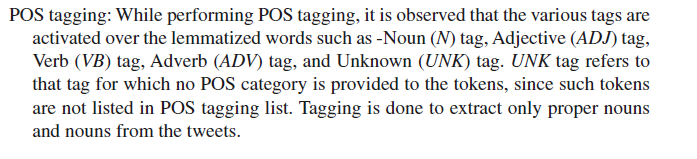 POS tagging: While performing POS tagging, it is observed that the various tags are
activated over the lemmatized words such as -Noun (N) tag, Adjective (ADJ) tag,
Verb (VB) tag, Adverb (ADV) tag, and Unknown (UNK) tag. UNK tag refers to
that tag for which no POS category is provided to the tokens, since such tokens
are not listed in POS tagging list. Tagging is done to extract only proper nouns
and nouns from the tweets.